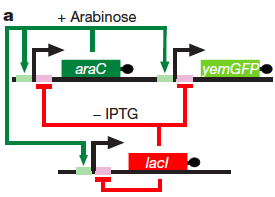 a
+ Arabinose
araC
yemGFP
– IPTG
lacI